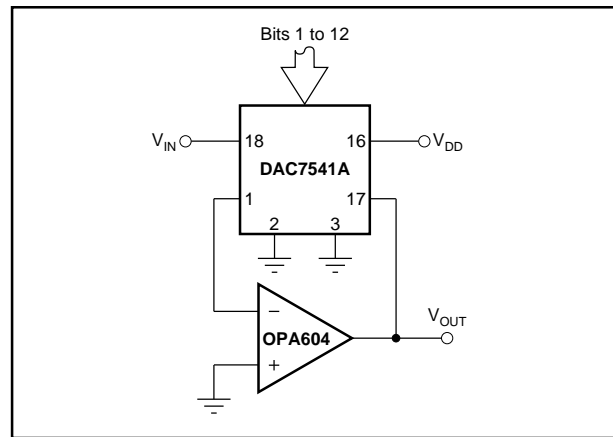 Bits 1 to 12
V_IN 18 16 V_DD
DAC7541A
1 17
2 3
V_OUT
−
OPA604
+